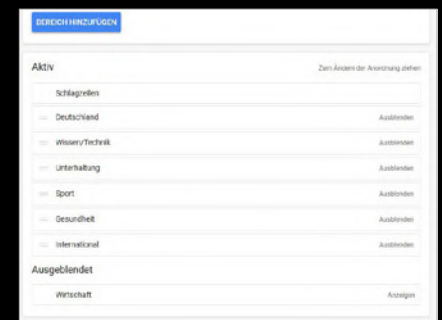 BEREICH HINZUFÜGEN
Aktiv
Zum Ändern der Anordnung ziehen
Schlagzeilen
Deutschland
Ausblenden
Wissen/Technik
Ausblenden
Unterhaltung
Ausblenden
Sport
Ausblenden
Gesundheit
Ausblenden
International
Ausblenden
Ausgeblendet
Wirtschaft
Anzeigen